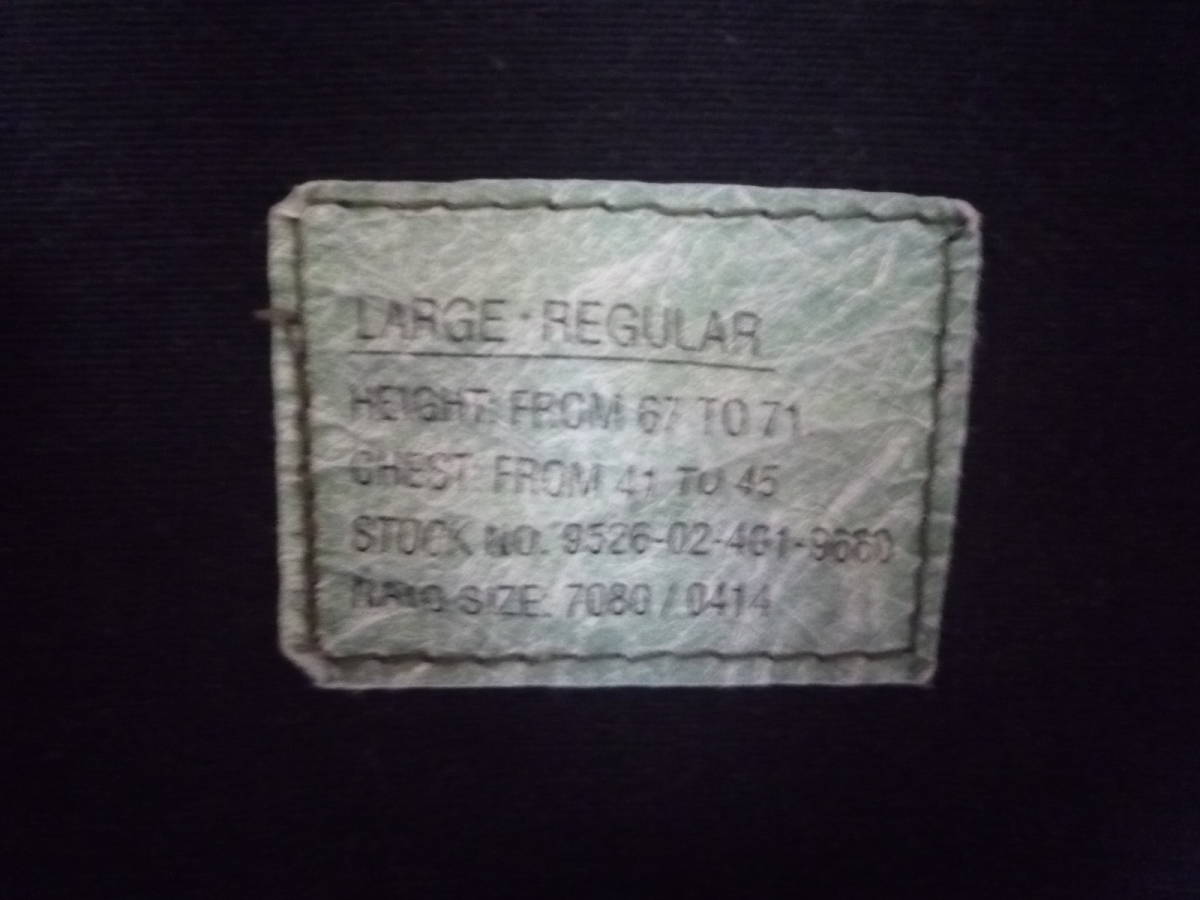 LARGE · REGULAR
HEIGHT: FROM 67 TO 71.
CHEST: FROM 41 TO 45
STOCK NO. 9526-02-4G1-9660
SIZE: 7080 / 0414